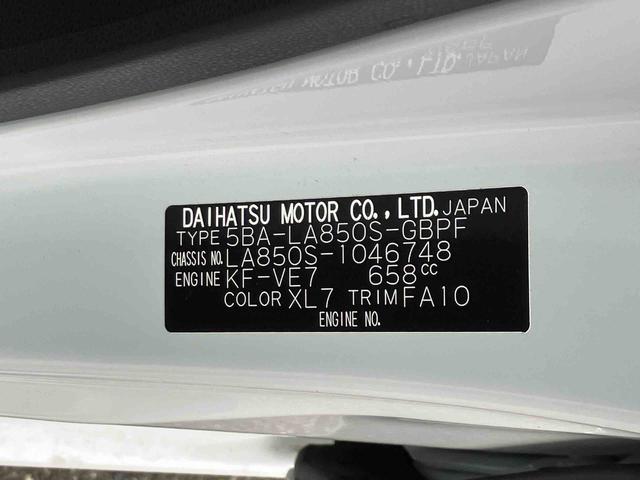 DAIHATSU MOTOR CO.,LTD. JAPAN
TYPE 5BA-LA850S-GBPF
CHASSIS NO. LA850S-1046748
ENGINE KF-VE7 658cc
COLOR XL7 TRIM FA10
ENGINE NO.